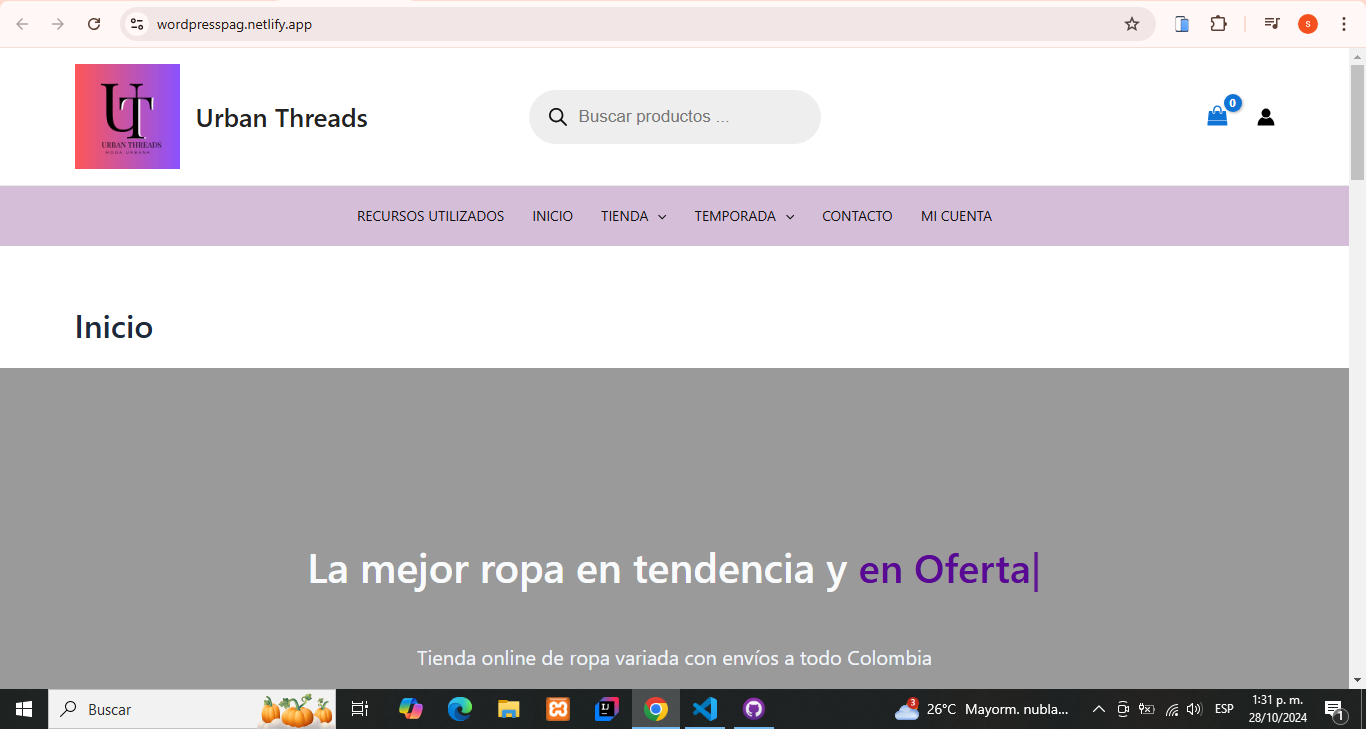 wordpresspag.netlify.app
s
UT
URBAN THREADS
MODA URBANA
Urban Threads
Buscar productos ...
0
RECURSOS UTILIZADOS INICIO TIENDA TEMPORADA CONTACTO MI CUENTA
Inicio
La mejor ropa en tendencia y en Oferta|
Tienda online de ropa variada con envíos a todo Colombia
Buscar
IJ
3
26°C Mayorm. nubla...
ESP
1:31 p. m.
28/10/2024
1